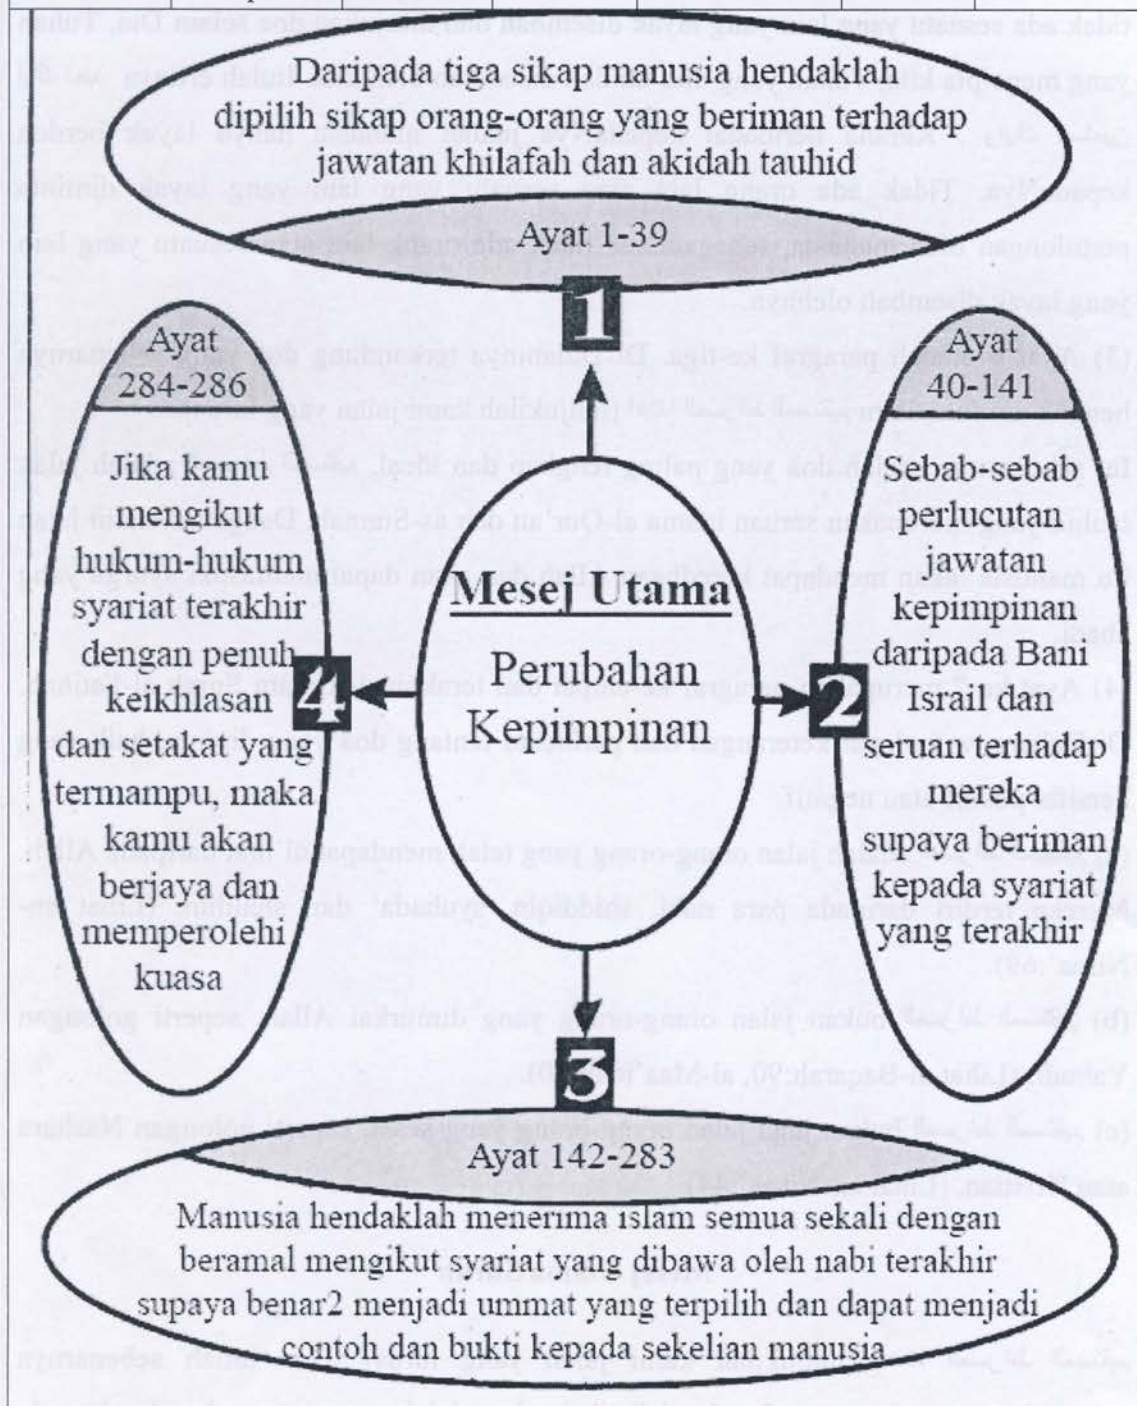 Daripada tiga sikap manusia hendaklah
dipilih sikap orang-orang yang beriman terhadap
jawatan khilafah dan akidah tauhid
Ayat 1-39
1
Mesej Utama
Perubahan
Kepimpinan
Ayat
40-141
2
Sebab-sebab
perlucutan
jawatan
kepimpinan
daripada Bani
Israil dan
seruan terhadap
mereka
supaya beriman
kepada syariat
yang terakhir
3
Ayat 142-283
Manusia hendaklah menerima islam semua sekali dengan
beramal mengikut syariat yang dibawa oleh nabi terakhir
supaya benar2 menjadi ummat yang terpilih dan dapat menjadi
contoh dan bukti kepada sekelian manusia
Ayat
284-286
4
Jika kamu
mengikut
hukum-hukum
syariat terakhir
dengan penuh
keikhlasan
dan setakat yang
termampu, maka
kamu akan
berjaya dan
memperolehi
kuasa